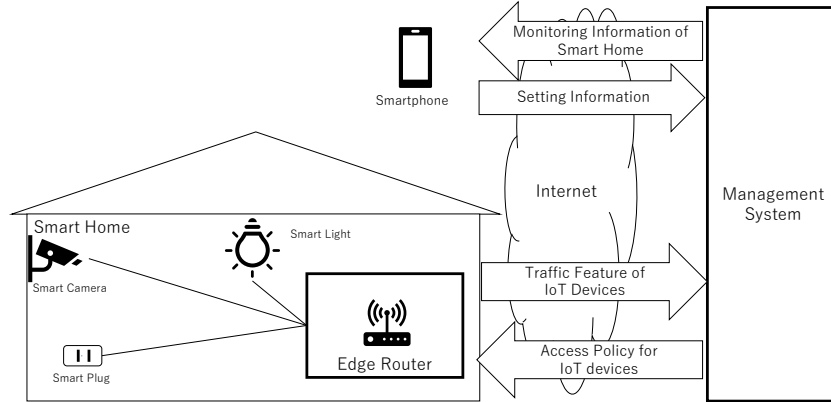 Monitoring Information of
Smart Home
Smartphone
Setting Information
Internet
Management
System
Smart Home
Smart Light
Smart Camera
Traffic Feature of
IoT Devices
Edge Router
Smart Plug
Access Policy for
IoT devices